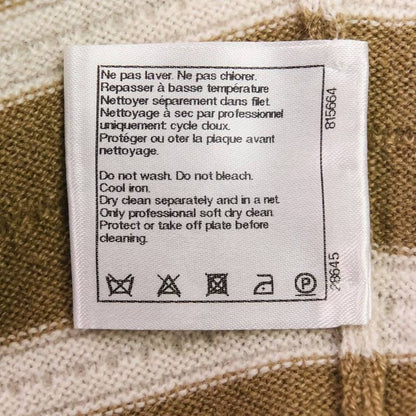 Ne pas laver. Ne pas chlorer.
Repasser à basse température
Nettoyer séparement dans filet.
Nettoyage à sec par professionnel
uniquement: cycle doux.
Protéger ou oter la plaque avant
nettoyage.
Do not wash. Do not bleach.
Cool iron.
Dry clean separately and in a net.
Only professional soft dry clean.
Protect or take off plate before
cleaning.
P
815664
28645